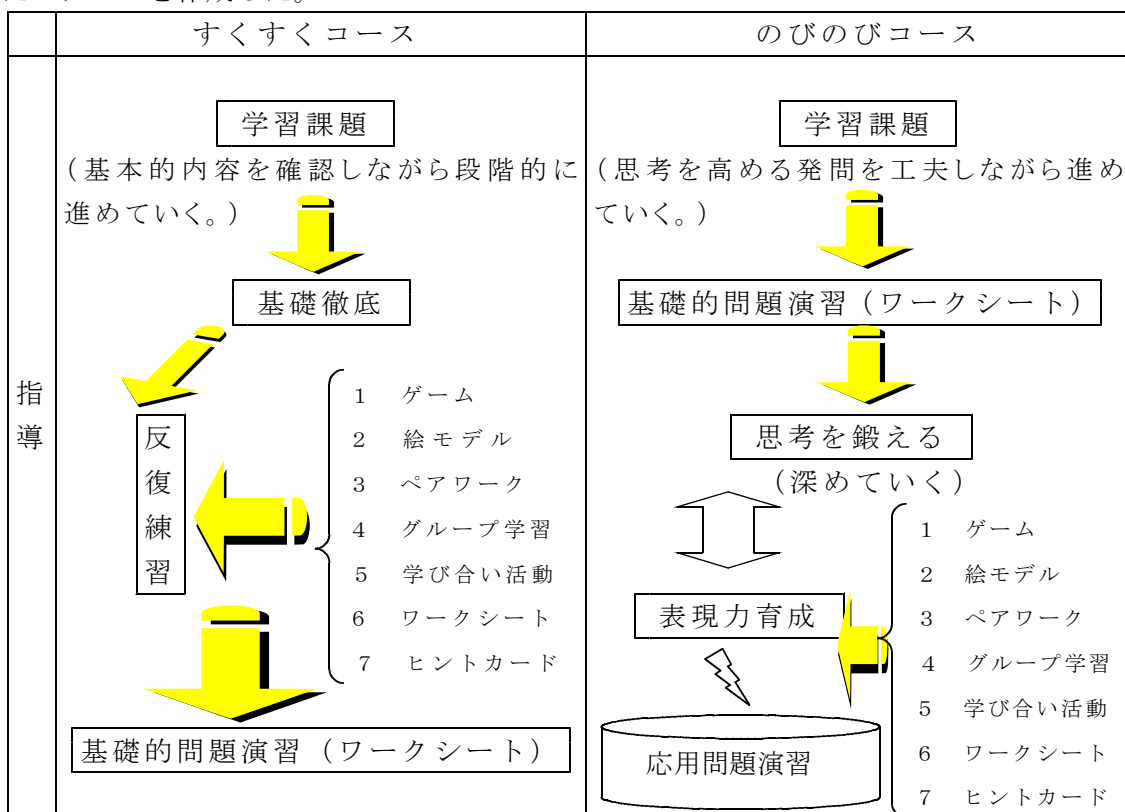 すくすくコース
のびのびコース
指導
学習課題
（基本的内容を確認しながら段階的に
進めていく。）
基礎徹底
反復練習
1 ゲーム
2 絵モデル
3 ペアワーク
4 グループ学習
5 学び合い活動
6 ワークシート
7 ヒントカード
基礎的問題演習（ワークシート）
学習課題
（思考を高める発問を工夫しながら進め
ていく。）
基礎的問題演習（ワークシート）
思考を鍛える
（深めていく）
表現力育成
1 ゲーム
2 絵モデル
3 ペアワーク
4 グループ学習
5 学び合い活動
6 ワークシート
7 ヒントカード
応用問題演習